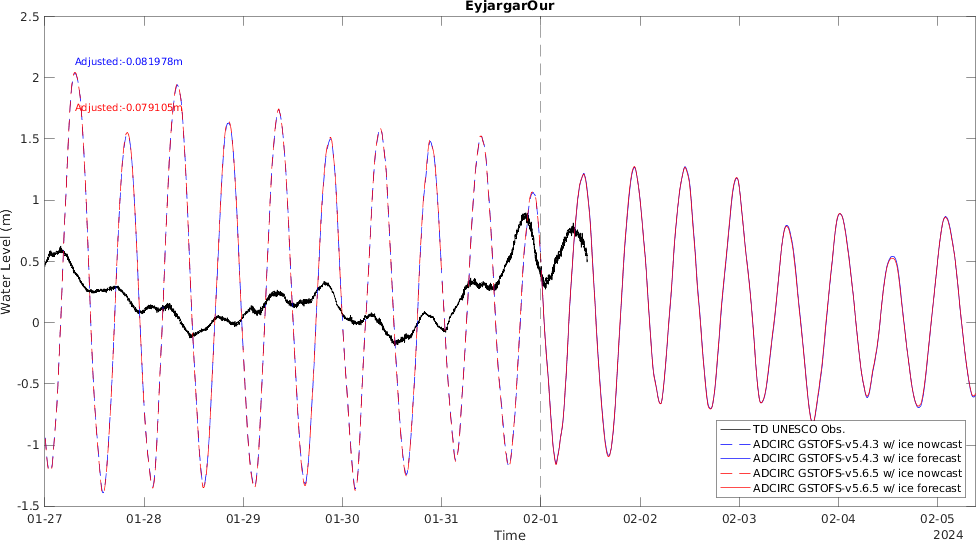 EyjargarOur
Adjusted:-0.081978m
Adjusted:-0.079105m
Water Level (m)
2.5
2
1.5
1
0.5
0
-0.5
-1
-1.5
TD UNESCO Obs.
ADCIRC GSTOFS-v5.4.3 w/ ice nowcast
ADCIRC GSTOFS-v5.4.3 w/ ice forecast
ADCIRC GSTOFS-v5.6.5 w/ ice nowcast
ADCIRC GSTOFS-v5.6.5 w/ ice forecast
01-27 01-28 01-29 01-30 01-31 02-01 02-02 02-03 02-04 02-05
Time
2024